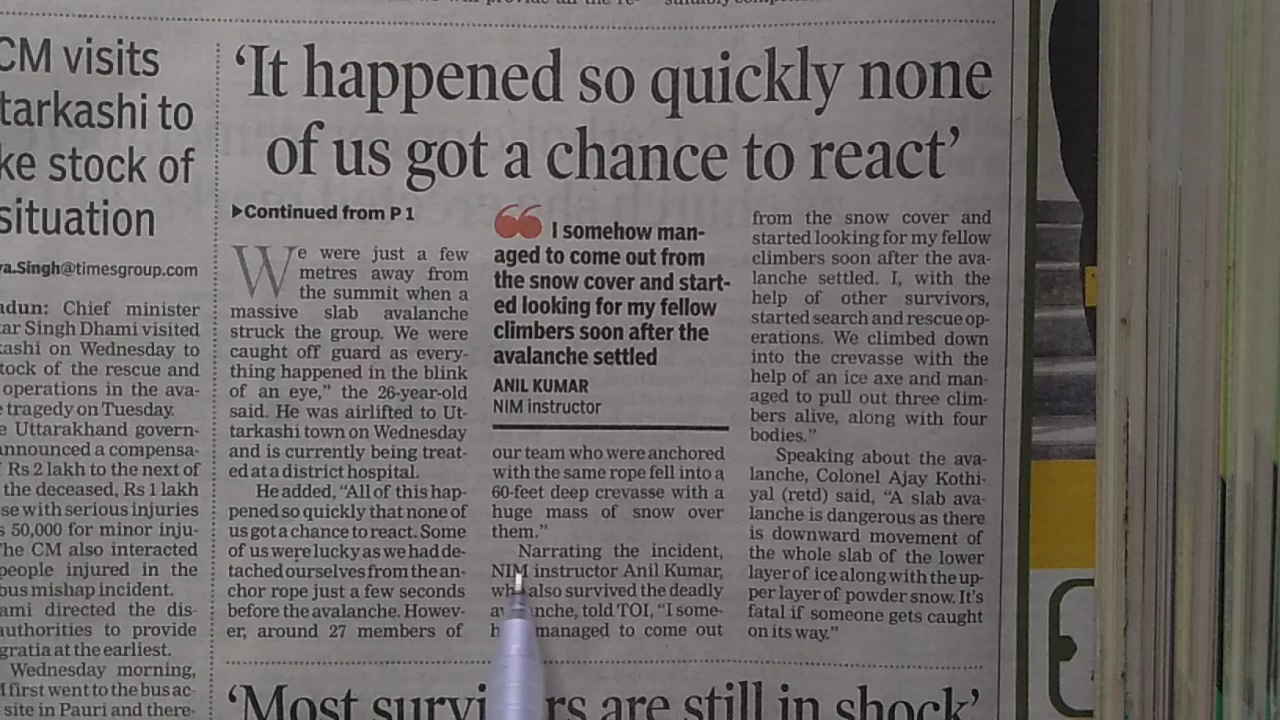 CM visits
tarkashi to
ke stock of
situation
va.Singh@timesgroup.com
adun: Chief minister
ar Singh Dhami visited
kashi on Wednesday to
tock of the rescue and
operations in the ava-
tragedy on Tuesday.
Uttarakhand govern-
announced a compensa-
Rs 2 lakh to the next of
the deceased, Rs 1 lakh
se with serious injuries
50,000 for minor inju-
The CM also interacted
people injured in the
bus mishap incident.
ami directed the dis-
authorities to provide
gratia at the earliest.
Wednesday morning,
first went to the bus ac-
site in Pauri and there-
‘It happened so quickly none
of us got a chance to react’
▶Continued from P 1
We were just a few
metres away from
the summit when a
massive slab avalanche
struck the group. We were
caught off guard as every-
thing happened in the blink
of an eye,” the 26-year-old
said. He was airlifted to Ut-
tarkashi town on Wednesday
and is currently being treat-
ed at a district hospital.
He added, “All of this hap-
pened so quickly that none of
us got a chance to react. Some
of us were lucky as we had de-
tached ourselves from the an-
chor rope just a few seconds
before the avalanche. Howev-
er, around 27 members of
“ I somehow man-
aged to come out from
the snow cover and start-
ed looking for my fellow
climbers soon after the
avalanche settled
ANIL KUMAR
NIM instructor
our team who were anchored
with the same rope fell into a
60-feet deep crevasse with a
huge mass of snow over
them.”
Narrating the incident,
NIM instructor Anil Kumar,
also survived the deadly
told TOI, “I some-
managed to come out
from the snow cover and
started looking for my fellow
climbers soon after the ava-
lanche settled. I, with the
help of other survivors,
started search and rescue op-
erations. We climbed down
into the crevasse with the
help of an ice axe and man-
aged to pull out three clim-
bers alive, along with four
bodies.”
Speaking about the ava-
lanche, Colonel Ajay Kothi-
yal (retd) said, “A slab ava-
lanche is dangerous as there
is downward movement of
the whole slab of the lower
layer of ice along with the up-
per layer of powder snow. It's
fatal if someone gets caught
on its way.”
‘Most are still in shock’